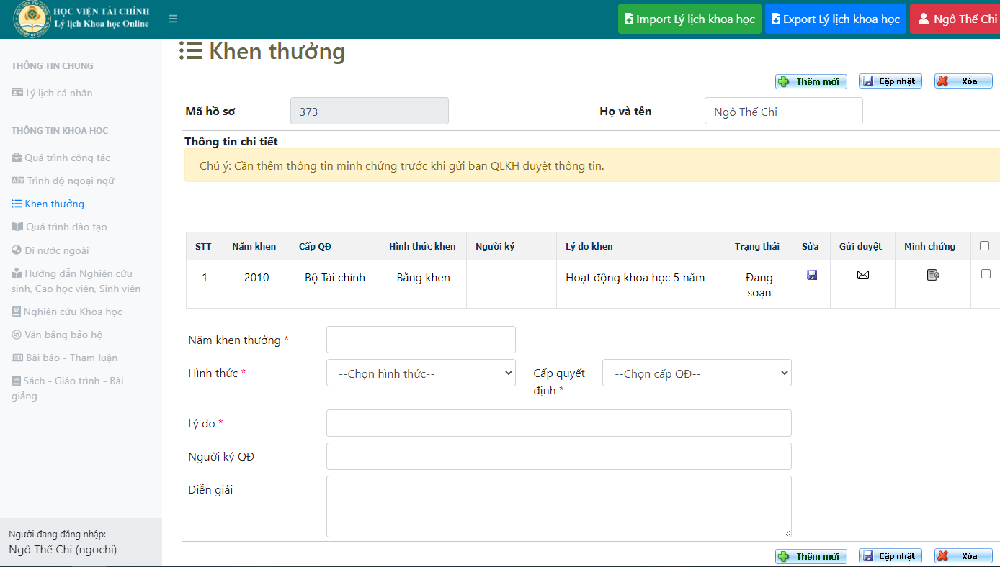 HỌC VIỆN TÀI CHÍNH
Lý lịch Khoa học Online
Import Lý lịch khoa học
Export Lý lịch khoa học
Ngô Thế Chi
THÔNG TIN CHUNG
Lý lịch cá nhân
THÔNG TIN KHOA HỌC
Quá trình công tác
Trình độ ngoại ngữ
Khen thưởng
Quá trình đào tạo
Đi nước ngoài
Hướng dẫn Nghiên cứu
sinh, Cao học viên, Sinh viên
Nghiên cứu Khoa học
Văn bằng bảo hộ
Bài báo - Tham luận
Sách - Giáo trình - Bài
giảng
Người đang đăng nhập:
Ngô Thế Chi (ngochi)
Khen thưởng
Thêm mới Cập nhật Xóa
Mã hồ sơ 373 Họ và tên Ngô Thế Chi
Thông tin chi tiết
Chú ý: Cần thêm thông tin minh chứng trước khi gửi ban QLKH duyệt thông tin.
STT Năm khen Cấp QĐ Hình thức khen Người ký Lý do khen Trạng thái Sửa Gửi duyệt Minh chứng
1 2010 Bộ Tài chính Bằng khen Hoạt động khoa học 5 năm Đang
soạn
Năm khen thưởng *
Hình thức * --Chọn hình thức-- Cấp quyết
định * --Chọn cấp QĐ--
Lý do *
Người ký QĐ
Diễn giải
Thêm mới Cập nhật Xóa